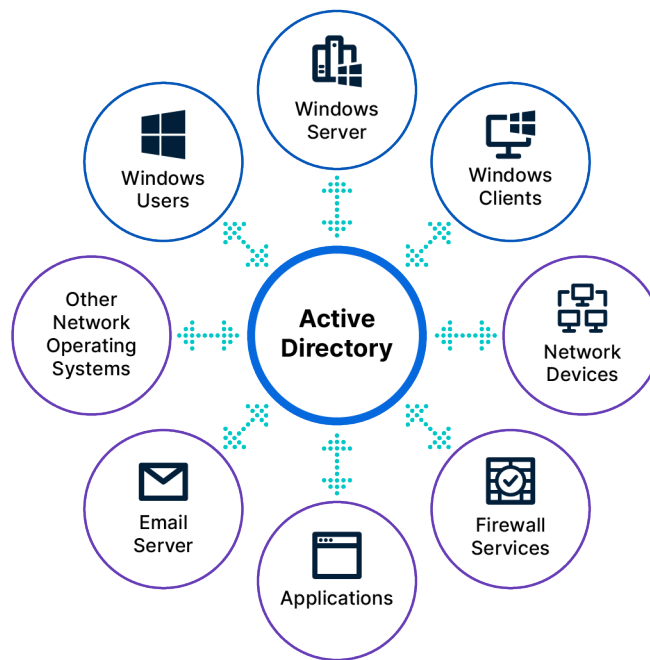 Windows
Server
Windows
Users
Windows
Clients
Other
Network
Operating
Systems
Active
Directory
Network
Devices
Email
Server
Firewall
Services
Applications